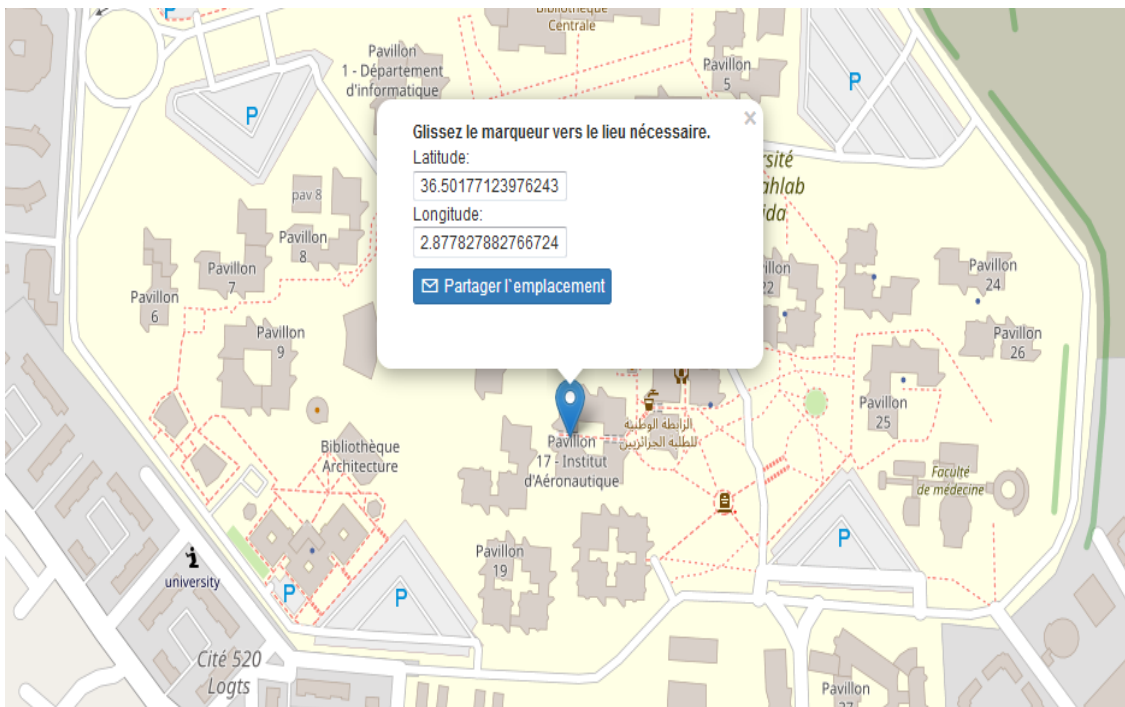 P
Bibliothèque
Centrale
Pavillon
1 - Département
d'informatique
Pavillon
5
P
P
Glissez le marqueur vers le lieu nécessaire.
×
Latitude:
36.50177123976243
Longitude:
2.877827882766724
Partager l`emplacement
pav 8
Pavillon
8
Pavillon
7
Pavillon
6
Pavillon
9
22
Pavillon
24
Pavillon
26
Pavillon
25
الرابطة الوطنية
للطلبة الجزائريين
Pavillon
17 - Institut
d'Aéronautique
Bibliothèque
Architecture
Faculté
de médecine
P
Pavillon
19
university
P
P
Cité 520
Logts
Pavillon